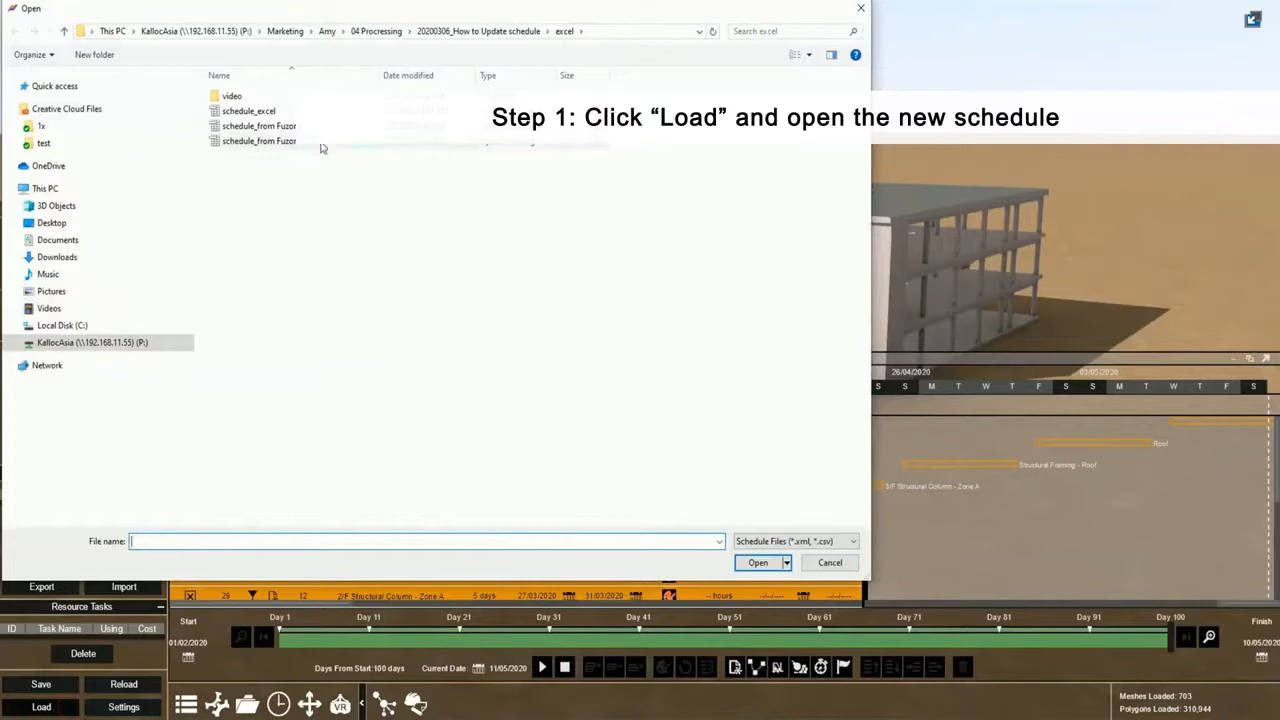 Open
This PC > KallocAsia (\\192.168.11.55) (P:) > Marketing > Amy > 04 Procressing > 20200306_How to Update schedule > excel >
Search excel
Organize
New folder
Name
Date modified
Type
Size
Quick access
Creative Cloud Files
1x
test
OneDrive
This PC
3D Objects
Desktop
Documents
Downloads
Music
Pictures
Videos
Local Disk (C:)
KallocAsia (\\192.168.11.55) (P:)
Network
video
schedule_excel
schedule_from Fuzor
schedule_from Fuzor
Step 1: Click “Load” and open the new schedule
File name:
Schedule Files (*.xml, *.csv)
Open
Cancel
26/04/2020
03/05/2020
S S M T W T F S S M T W T F S
Roof
Structural Framing - Roof
3/F Structural Column - Zone A
Export
Import
29 12 2/F Structural Column - Zone A 5 days 27/03/2020 31/03/2020 -- hours --/--/-- --/--/--
Resource Tasks
ID Task Name Using Cost
Delete
Save
Reload
Load
Settings
Start
01/02/2020
Day 1 Day 11 Day 21 Day 31 Day 41 Day 51 Day 61 Day 71 Day 81 Day 91 Day 100
Finish
10/05/2020
Days From Start:100 days
Current Date:
11/05/2020
VR
Meshes Loaded: 703
Polygons Loaded: 310,944